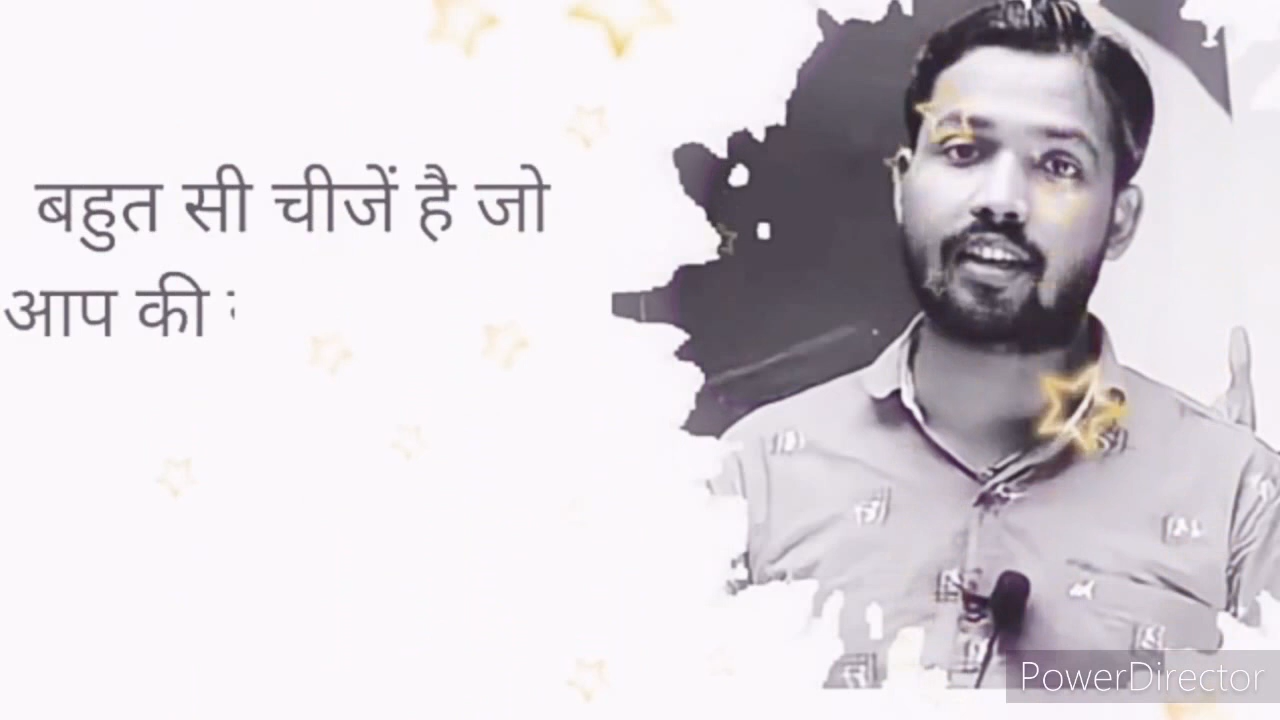 बहुत सी चीजें है जो
आप की
PowerDirector